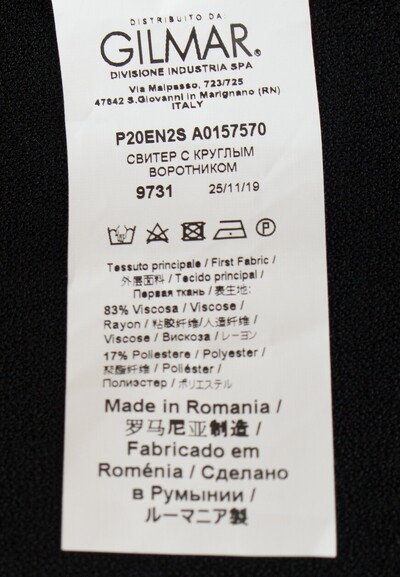 DISTRIBUITO DA:
GILMAR®
DIVISIONE INDUSTRIA SPA
Via Malpasso, 723/725
47842 S.Giovanni in Marignano (RN)
ITALY
P20EN2S A0157570
СВИТЕР С КРУГЛЫМ
ВОРОТНИКОМ
9731 25/11/19
P
Tessuto principale / First Fabric /
外层面料 / Tecido principal /
Первая ткань / 表生地:
83% Viscosa / Viscose /
Rayon / 粘胶纤维/人造纤维 /
Viscose / Вискоза / レーヨン
17% Poliestere / Polyester /
聚酯纤维 / Poliéster /
Полиэстер / ポリエステル
Made in Romania /
罗马尼亚制造 /
Fabricado em
Roménia / Сделано
в Румынии /
ルーマニア製